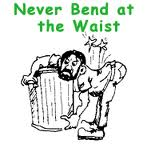 Never Bend at
the Waist